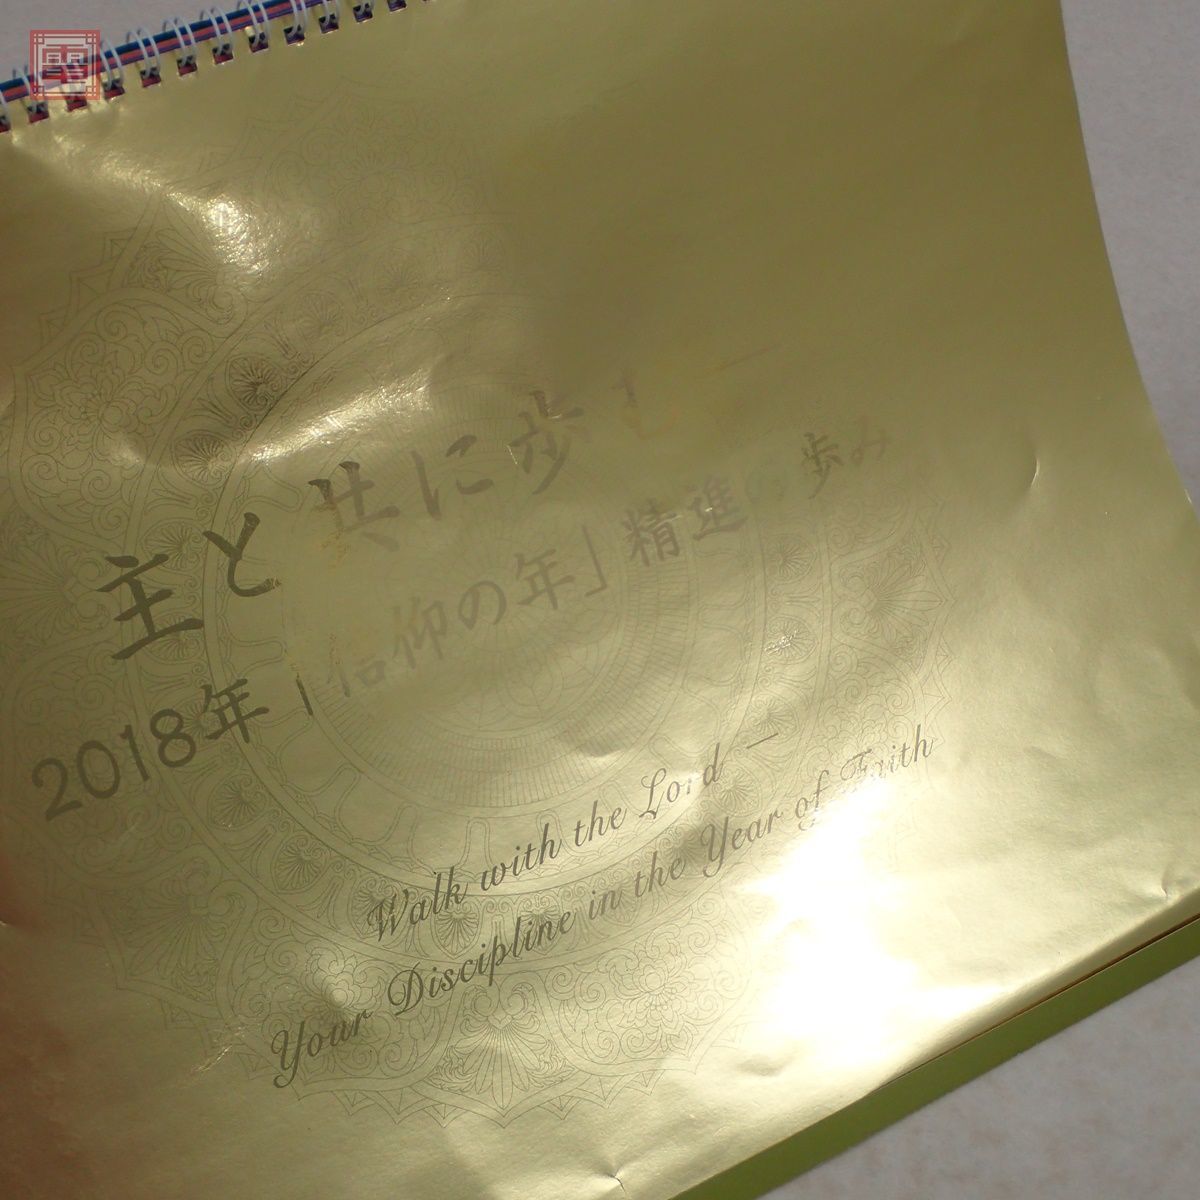 主と共に歩む —
2018年「信仰の年」精進の歩み
Walk with the Lord —
Your Discipline in the Year of Faith